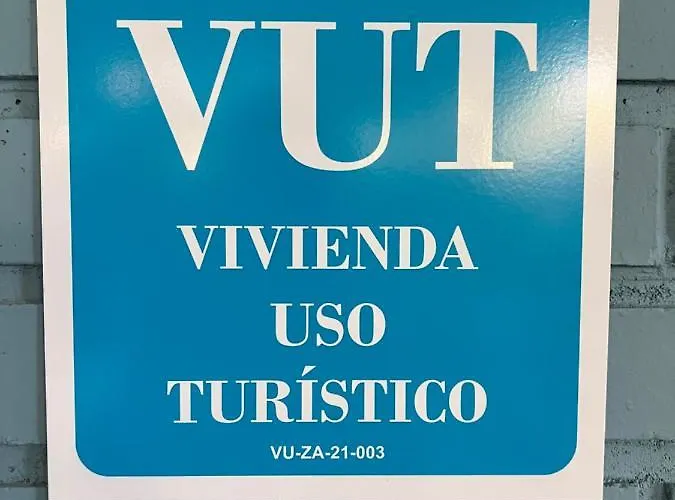 VUT
VIVIENDA
USO
TURÍSTICO
VU-ZA-21-003